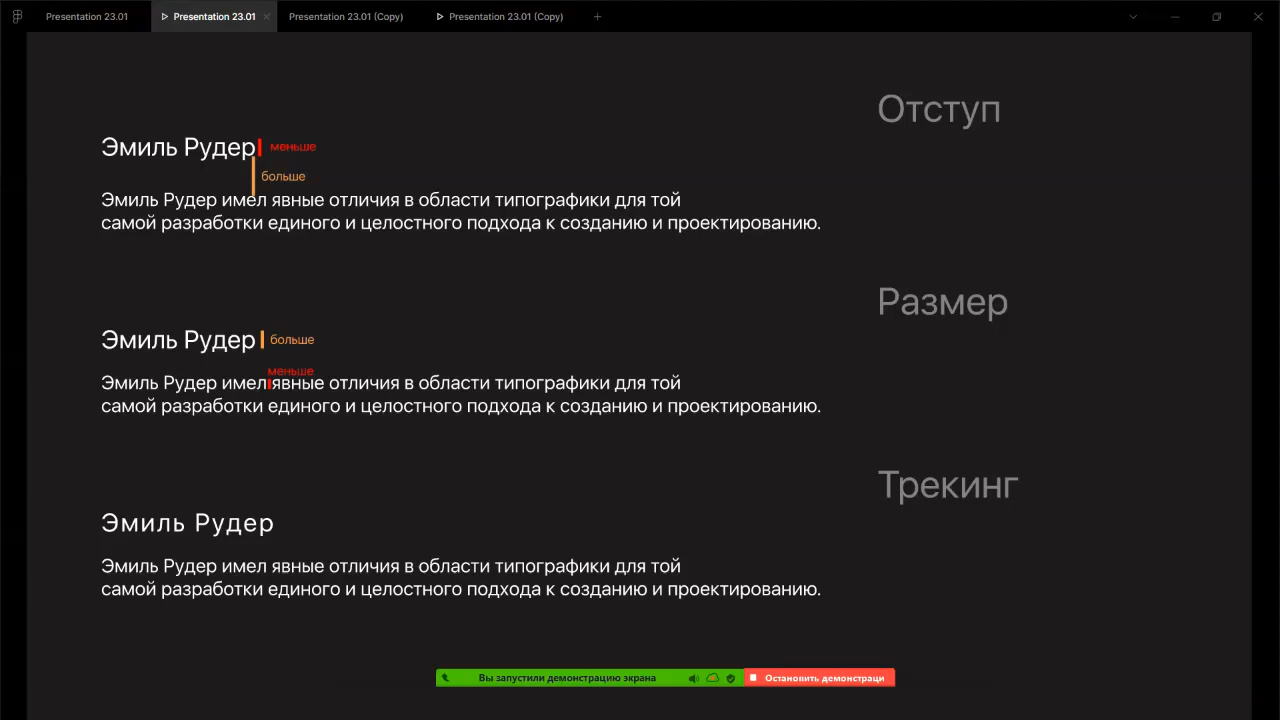 Presentation 23.01
Presentation 23.01
Presentation 23.01 (Copy)
Presentation 23.01 (Copy)
Отступ
Эмиль Рудер
меньше
больше
Эмиль Рудер имел явные отличия в области типографики для той
самой разработки единого и целостного подхода к созданию и проектированию.
Размер
Эмиль Рудер
больше
меньше
Эмиль Рудер имел явные отличия в области типографики для той
самой разработки единого и целостного подхода к созданию и проектированию.
Трекинг
Эмиль Рудер
Эмиль Рудер имел явные отличия в области типографики для той
самой разработки единого и целостного подхода к созданию и проектированию.
Вы запустили демонстрацию экрана
Остановить демонстраци